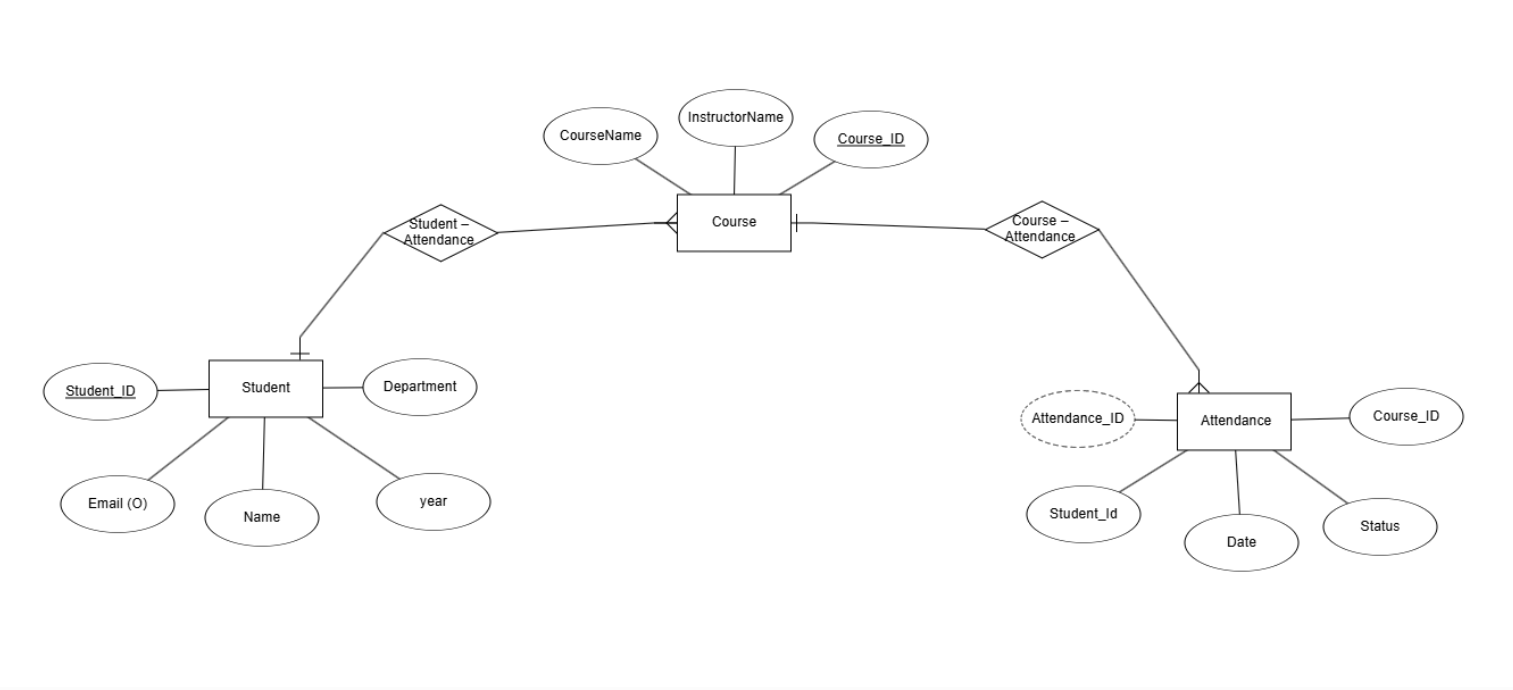 InstructorName
CourseName
Course_ID
Course
Student –
Attendance
Course –
Attendance
Student_ID
Student
Department
Email (O)
Name
year
Attendance_ID
Attendance
Course_ID
Student_Id
Date
Status